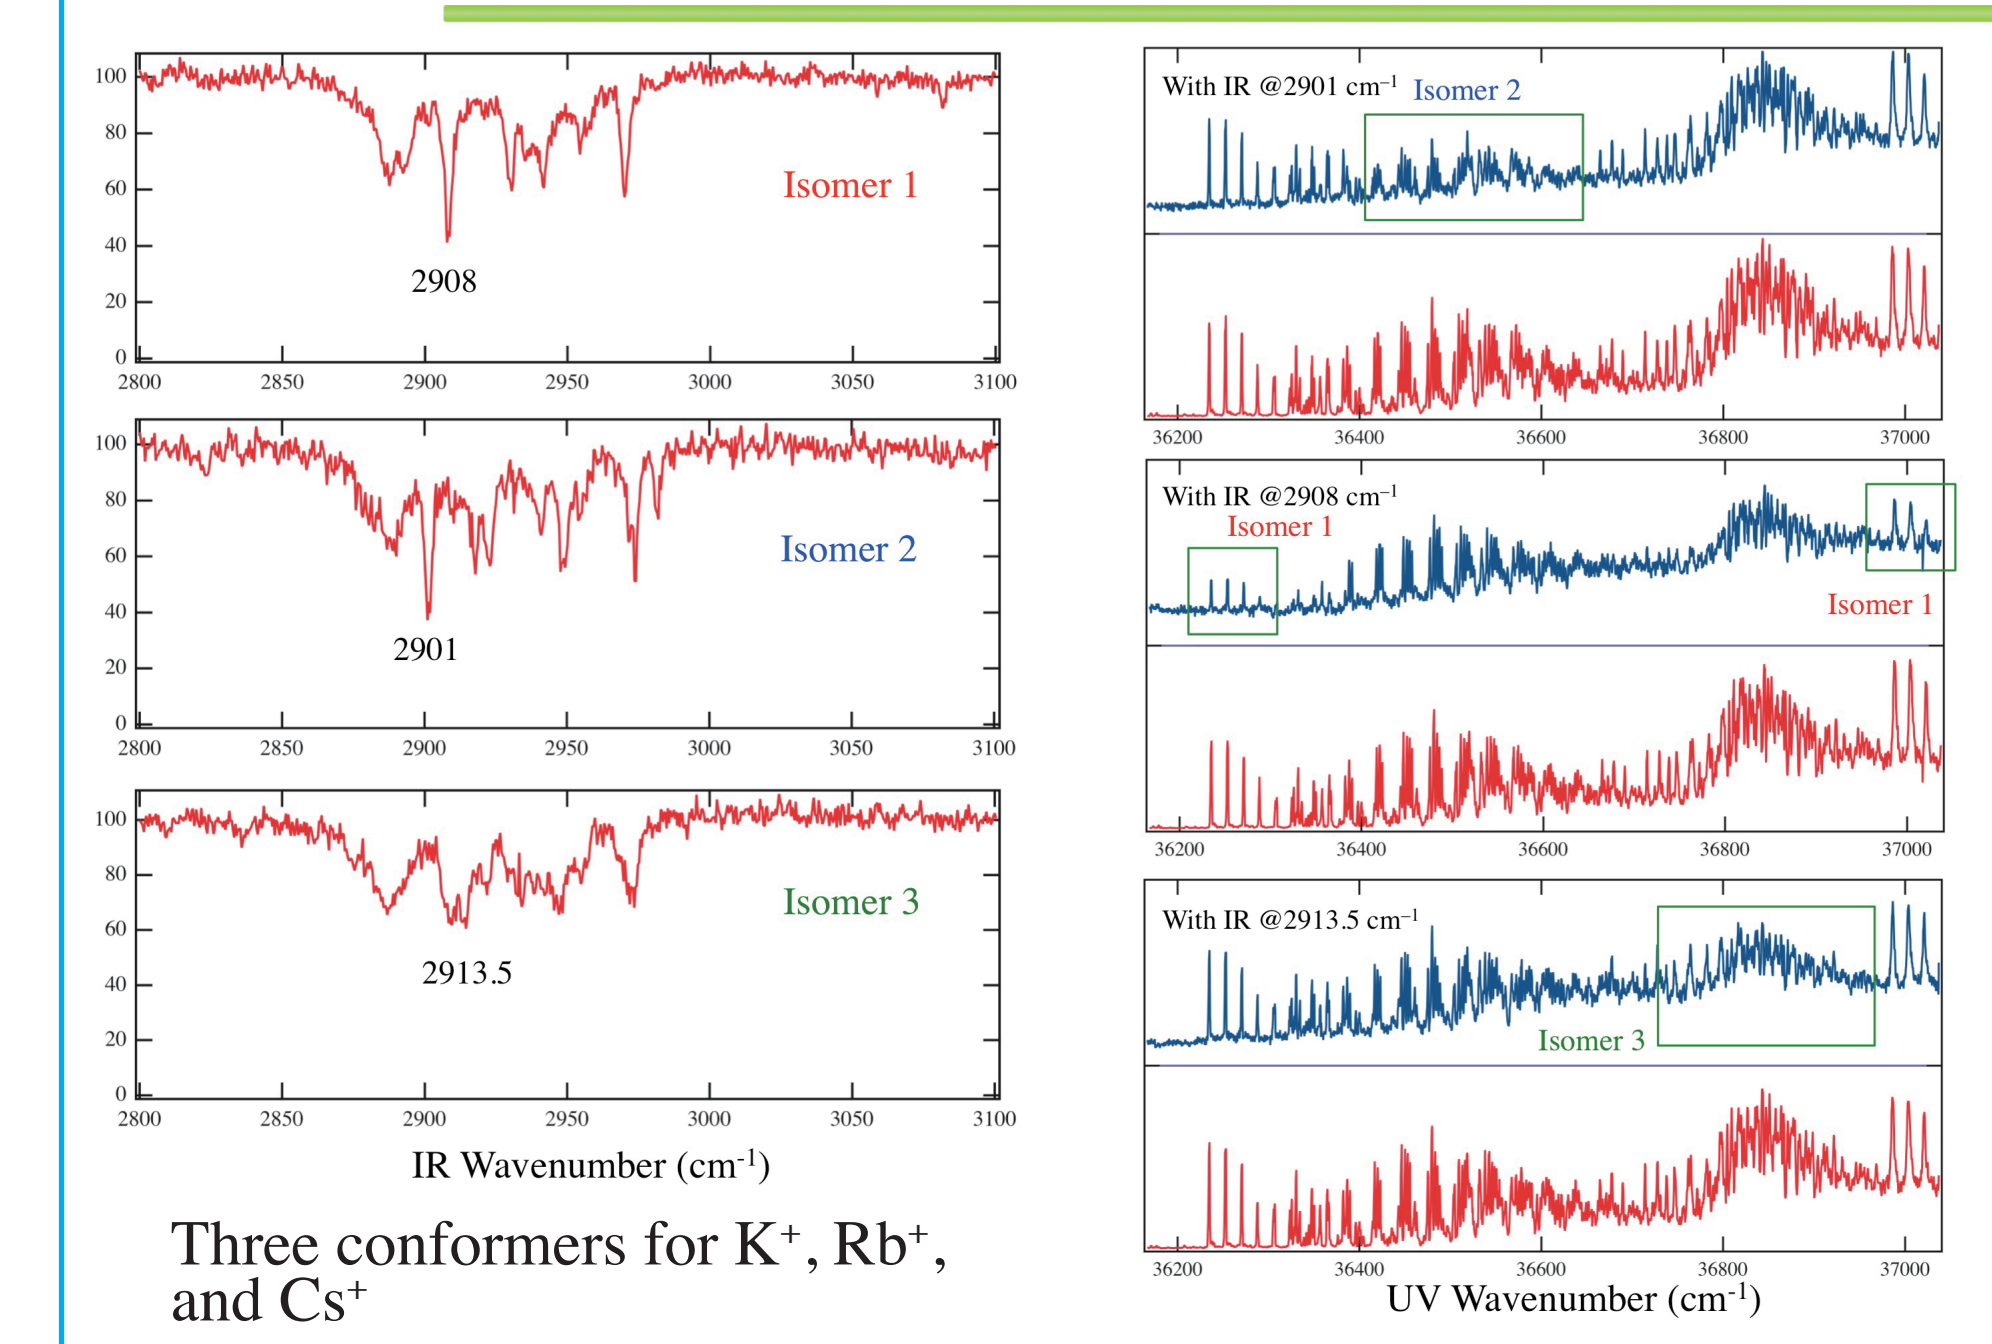 100
80
60
40
20
0
Isomer 1
2908
2800 2850 2900 2950 3000 3050 3100
100
80
60
40
20
0
Isomer 2
2901
2800 2850 2900 2950 3000 3050 3100
100
80
60
40
20
0
Isomer 3
2913.5
2800 2850 2900 2950 3000 3050 3100
IR Wavenumber (cm⁻¹)
Three conformers for K⁺, Rb⁺,
and Cs⁺
With IR @2901 cm⁻¹ Isomer 2
36200 36400 36600 36800 37000
With IR @2908 cm⁻¹
Isomer 1
Isomer 1
36200 36400 36600 36800 37000
With IR @2913.5 cm⁻¹
Isomer 3
36200 36400 36600 36800 37000
UV Wavenumber (cm⁻¹)